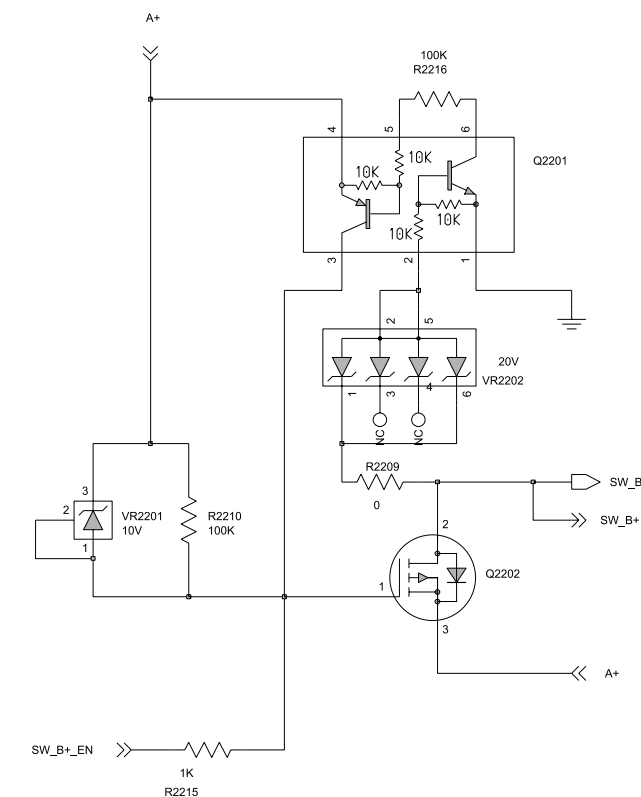 A+
100K
R2216
4
5
6
Q2201
10K
10K
10K
10K
3
2
1
2
5
20V
VR2202
1
3
4
6
NC
NC
R2209
0
SW_B
SW_B+
3
2
VR2201
10V
1
R2210
100K
2
Q2202
1
3
A+
SW_B+_EN
1K
R2215